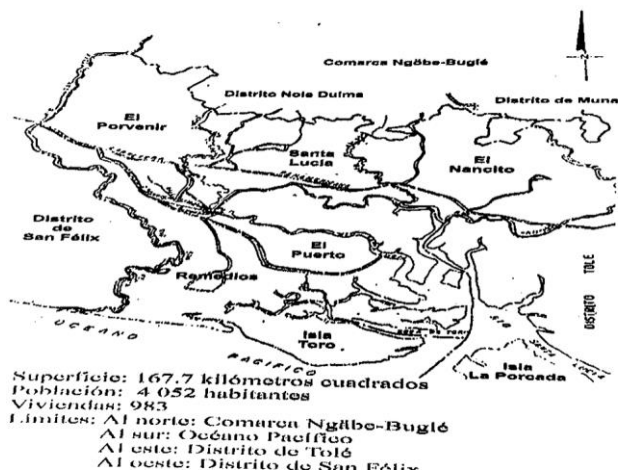 Comarca Ngäbe-Buglé
N
Distrito Nole Duima
Distrito de Muna
El
Porvenir
Santa
Lucía
El
Nancito
Distrito
de
San Félix
El
Puerto
Remedios
DISTRITO TOLÉ
Isla
Toro
OCEANO
PACIFICO
Isla
La Porcada
Superficie: 167.7 kilómetros cuadrados
Población: 4 052 habitantes
Viviendas: 983
Límites: Al norte: Comarca Ngäbe-Buglé
Al sur: Océano Pacífico
Al este: Distrito de Tolé
Al oeste: Distrito de San Félix